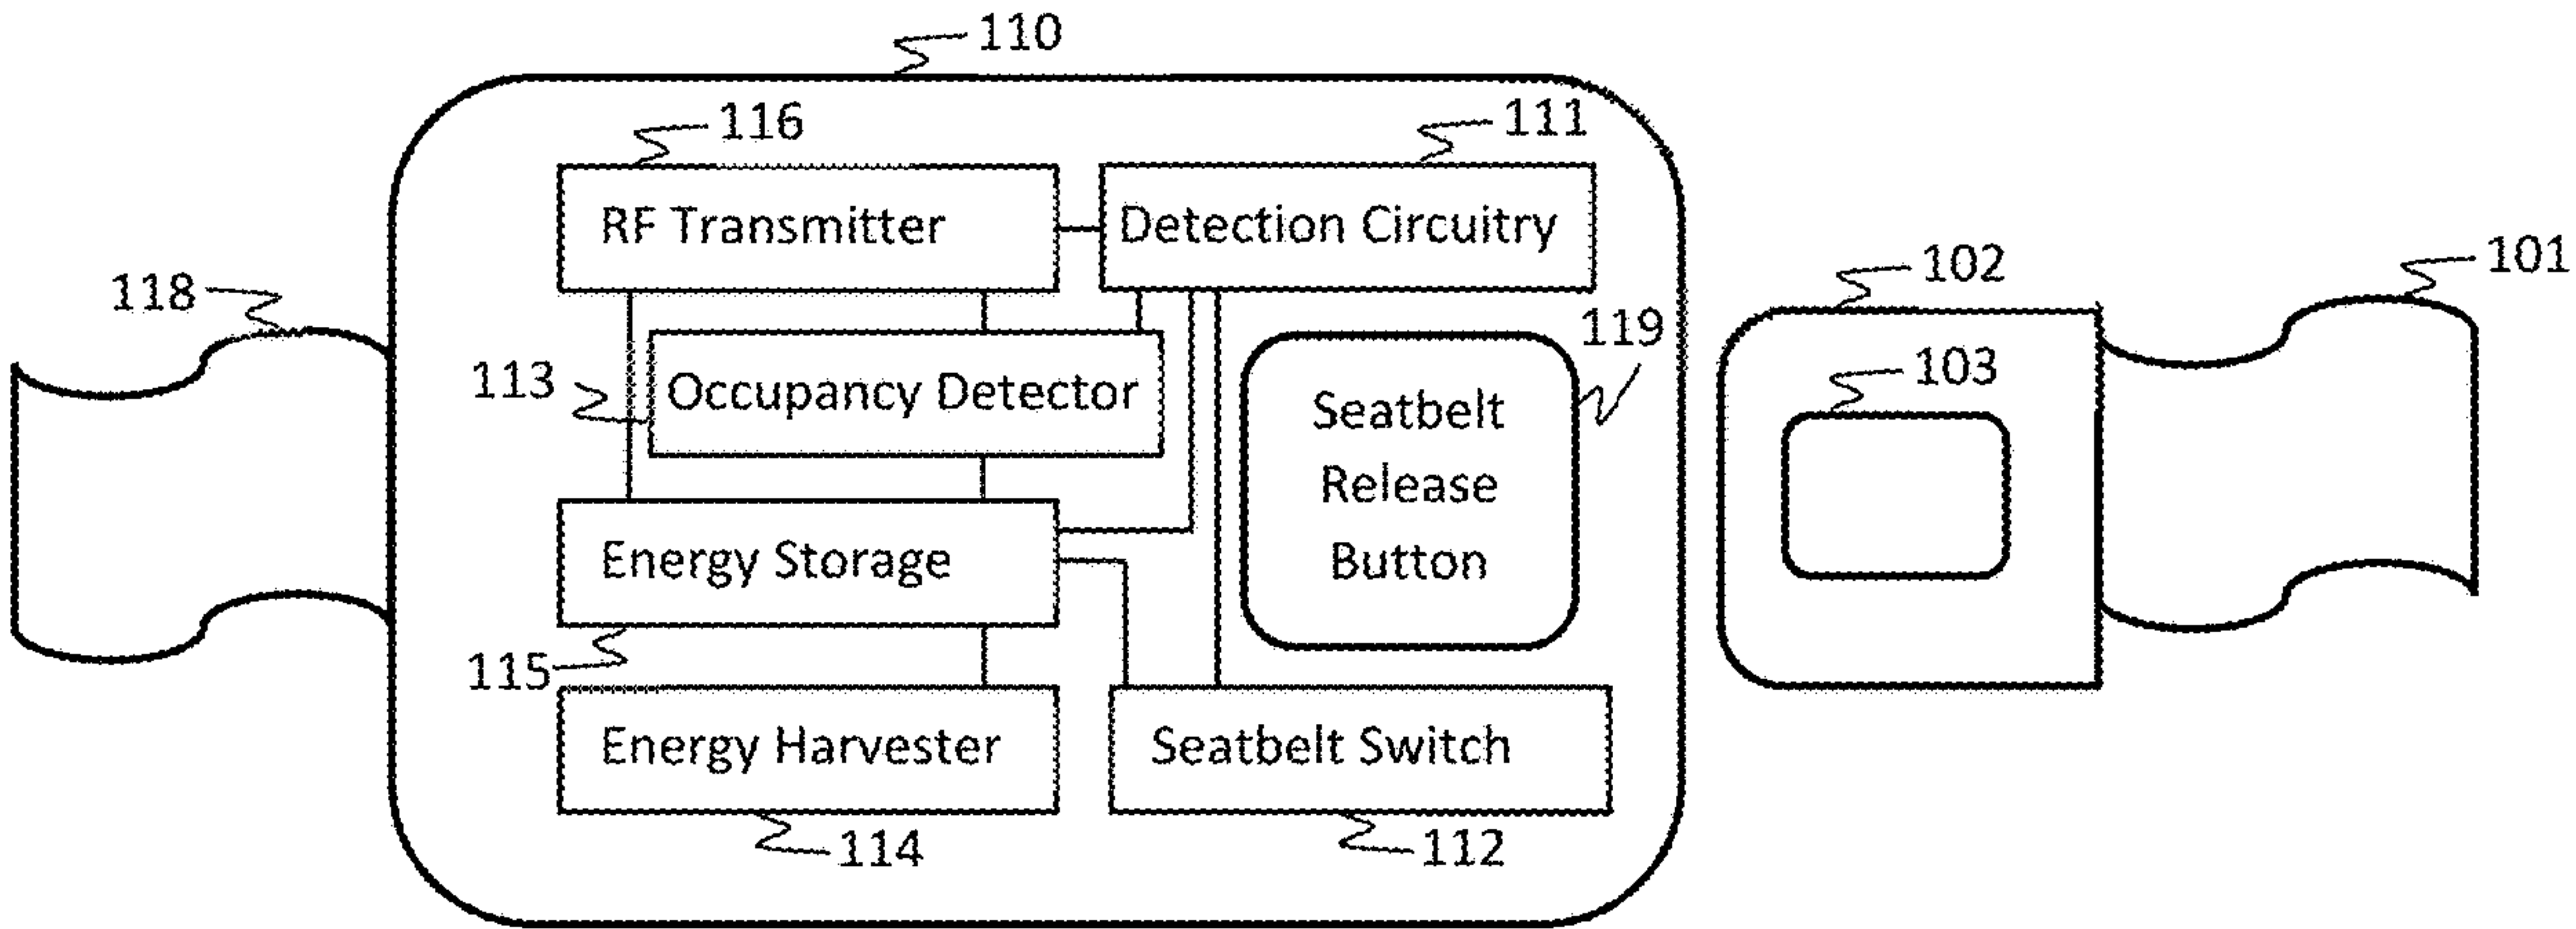 110
116
111
RF Transmitter
Detection Circuitry
118
102
101
119
113
Occupancy Detector
103
Seatbelt
Release
Button
Energy Storage
115
Energy Harvester
Seatbelt Switch
114
112